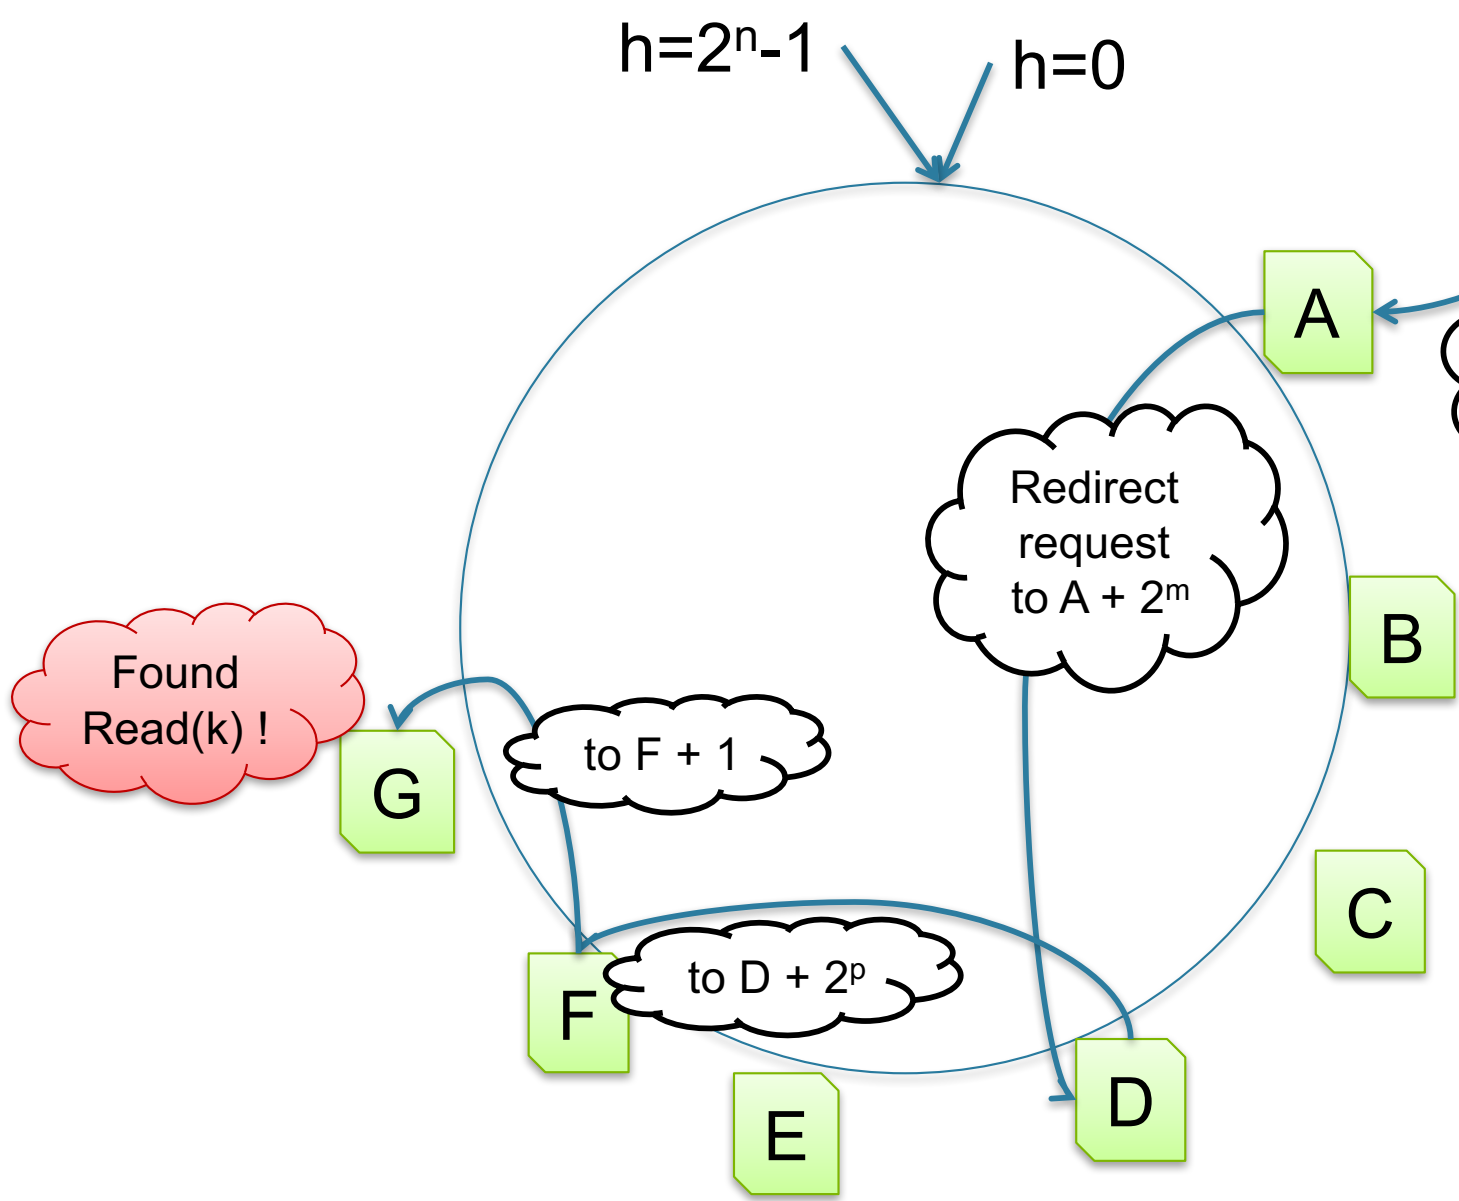 h=2ⁿ-1
h=0
A
Redirect
request
to A + 2ᵐ
B
Found
Read(k) !
to F + 1
G
C
to D + 2ᵖ
F
D
E